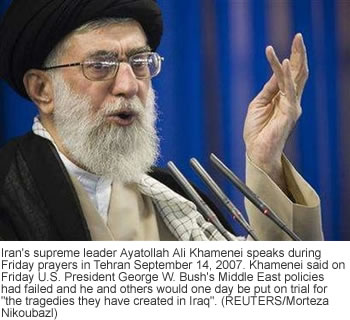 Iran's supreme leader Ayatollah Ali Khamenei speaks during
Friday prayers in Tehran September 14, 2007. Khamenei said on
Friday U.S. President George W. Bush's Middle East policies
had failed and he and others would one day be put on trial for
"the tragedies they have created in Iraq". (REUTERS/Morteza
Nikoubazl)